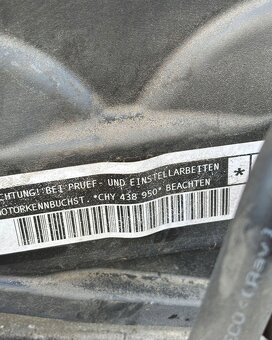 ACHTUNG! BEI PRUEF- UND EINSTELLARBEITEN
MOTORKENNBUCHST. *CHY 438 950* BEACHTEN
*